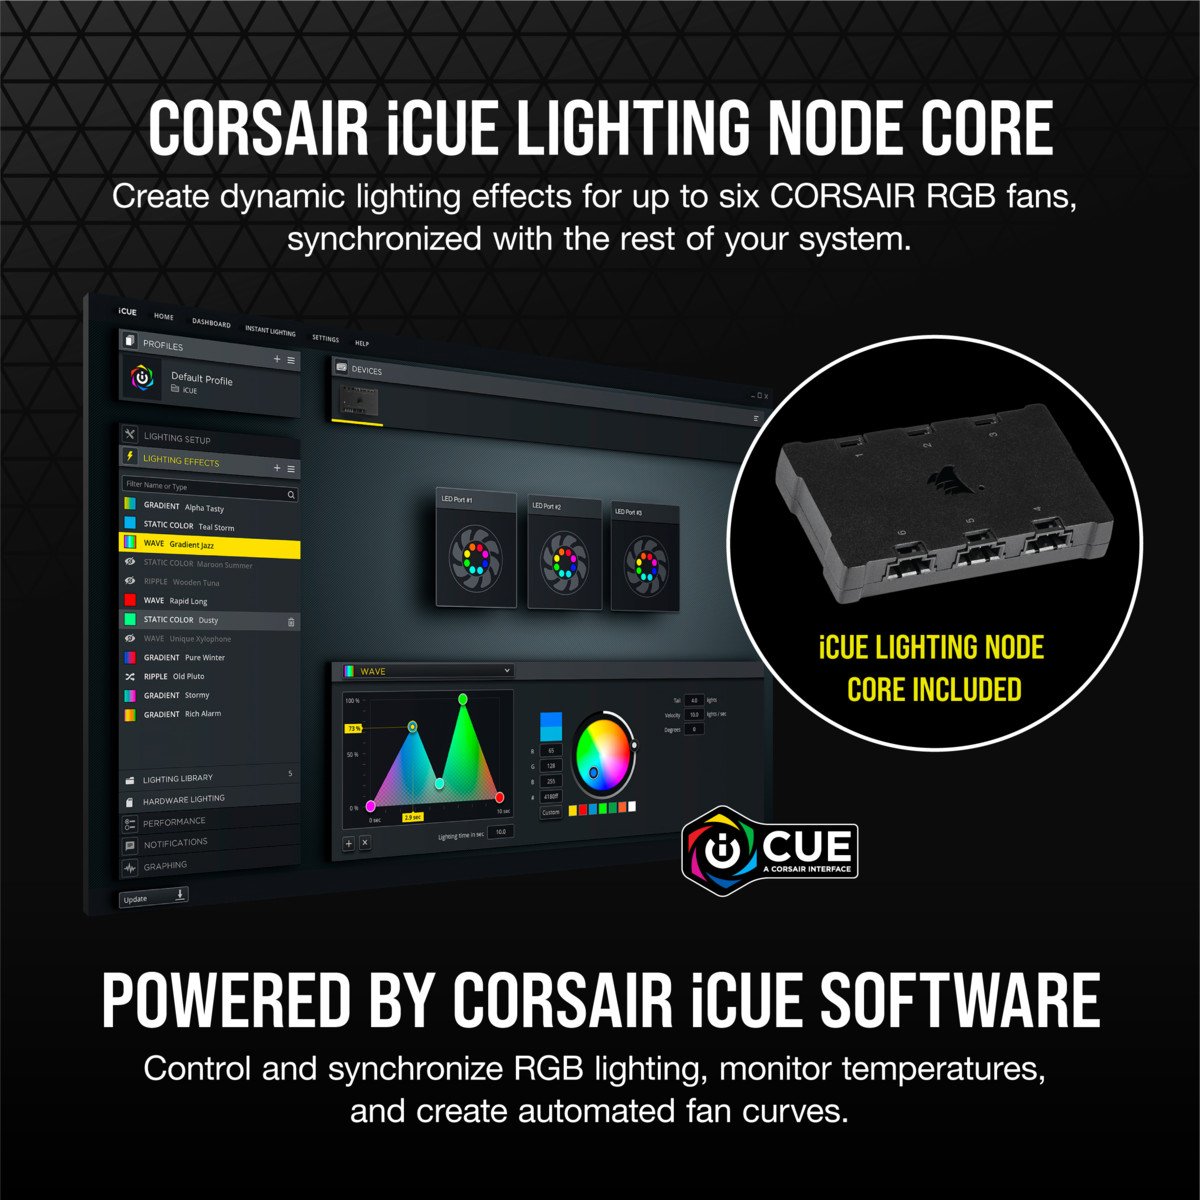 CORSAIR iCUE LIGHTING NODE CORE
Create dynamic lighting effects for up to six CORSAIR RGB fans,
synchronized with the rest of your system.
iCUE HOME DASHBOARD INSTANT LIGHTING SETTINGS HELP
PROFILES
Default Profile
iCUE
DEVICES
LIGHTING SETUP
LIGHTING EFFECTS
Filter Name or Type
GRADIENT Alpha Tasty
STATIC COLOR Teal Storm
WAVE Gradient Jazz
STATIC COLOR Maroon Summer
RIPPLE Wooden Tuna
WAVE Rapid Long
STATIC COLOR Dusty
WAVE Unique Xylophone
GRADIENT Pure Winter
RIPPLE Old Pluto
GRADIENT Stormy
GRADIENT Rich Alarm
LIGHTING LIBRARY 5
HARDWARE LIGHTING
PERFORMANCE
NOTIFICATIONS
GRAPHING
Update
LED Port #1
LED Port #2
LED Port #3
WAVE
100 %
73 %
50 %
0 %
0 sec
2.9 sec
10 sec
Lighting time in sec 10.0
R 65
G 128
B 255
# 4180ff
Custom
Tail 4.0 lights
Velocity 10.0 lights / sec
Degrees 0
1 2 3
6 5 4
iCUE LIGHTING NODE
CORE INCLUDED
iCUE
A CORSAIR INTERFACE
POWERED BY CORSAIR iCUE SOFTWARE
Control and synchronize RGB lighting, monitor temperatures,
and create automated fan curves.